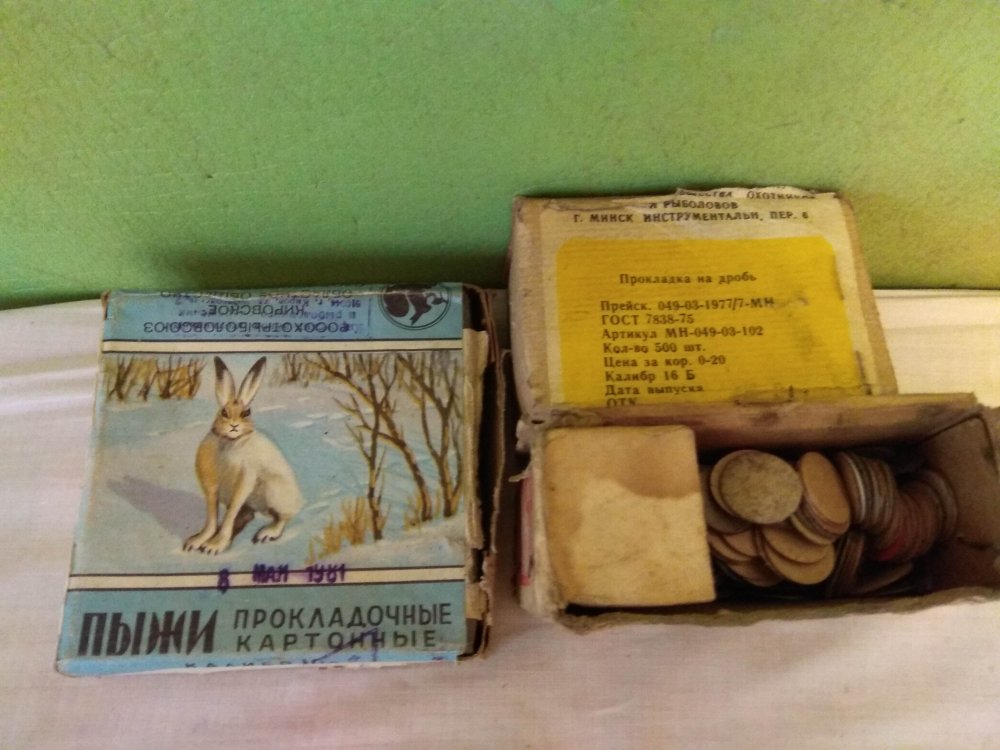 РОСОХОТРЫБОЛОВСОЮЗ
КИРОВСКОЕ
8 МАЯ 1981
ПЫЖИ ПРОКЛАДОЧНЫЕ
КАРТОННЫЕ
ОХОТНИКОВ
И РЫБОЛОВОВ
Г. МИНСК ИНСТРУМЕНТАЛЬН. ПЕР. 6
Прокладка на дробь
Прейск. 049-03-1977/7-МН
ГОСТ 7838-75
Артикул МН-049-03-102
Кол-во 500 шт.
Цена за кор. 0-20
Калибр 16 Б
Дата выпуска
ОТК